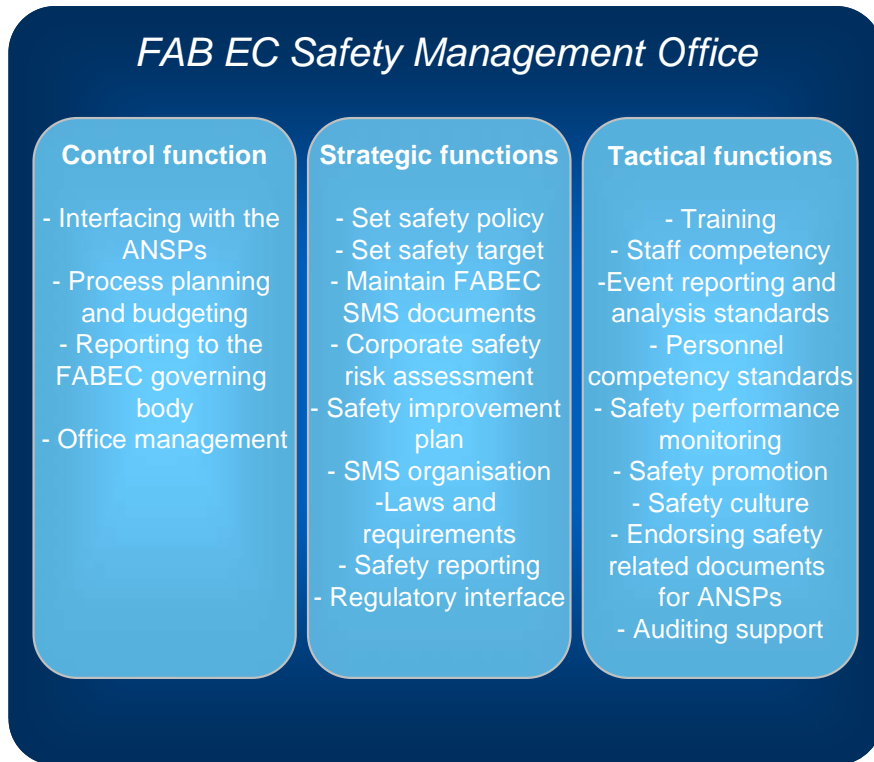 FAB EC Safety Management Office
Control function
- Interfacing with the
ANSPs
- Process planning
and budgeting
- Reporting to the
FABEC governing
body
- Office management
Strategic functions
- Set safety policy
- Set safety target
- Maintain FABEC
SMS documents
- Corporate safety
risk assessment
- Safety improvement
plan
- SMS organisation
-Laws and
requirements
- Safety reporting
- Regulatory interface
Tactical functions
- Training
- Staff competency
-Event reporting and
analysis standards
- Personnel
competency standards
- Safety performance
monitoring
- Safety promotion
- Safety culture
- Endorsing safety
related documents
for ANSPs
- Auditing support